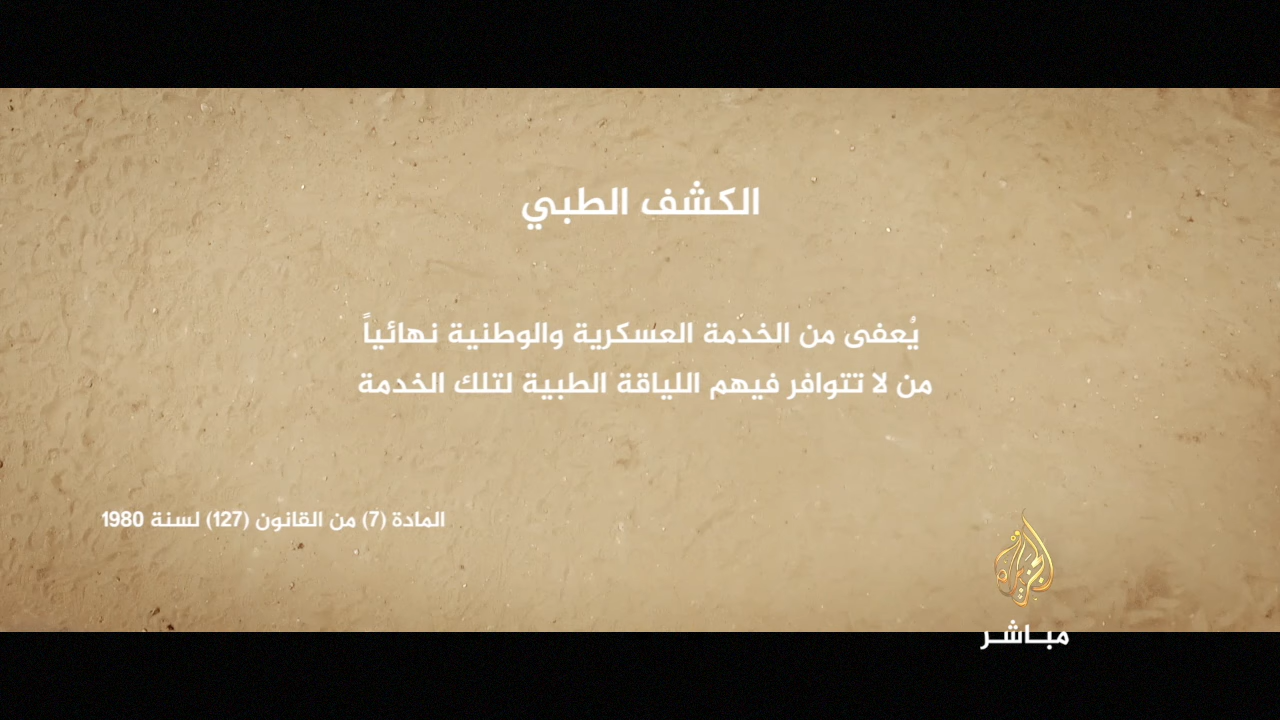 الكشف الطبي
يُعفى من الخدمة العسكرية والوطنية نهائياً
من لا تتوافر فيهم اللياقة الطبية لتلك الخدمة
المادة (7) من القانون (127) لسنة 1980
الجزيرة
مباشر